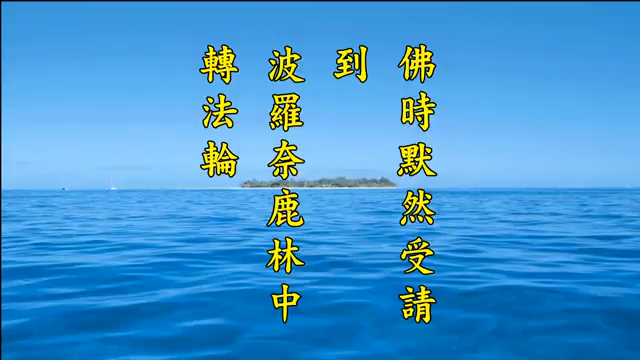 佛時默然受請
到
波羅奈鹿林中
轉法輪